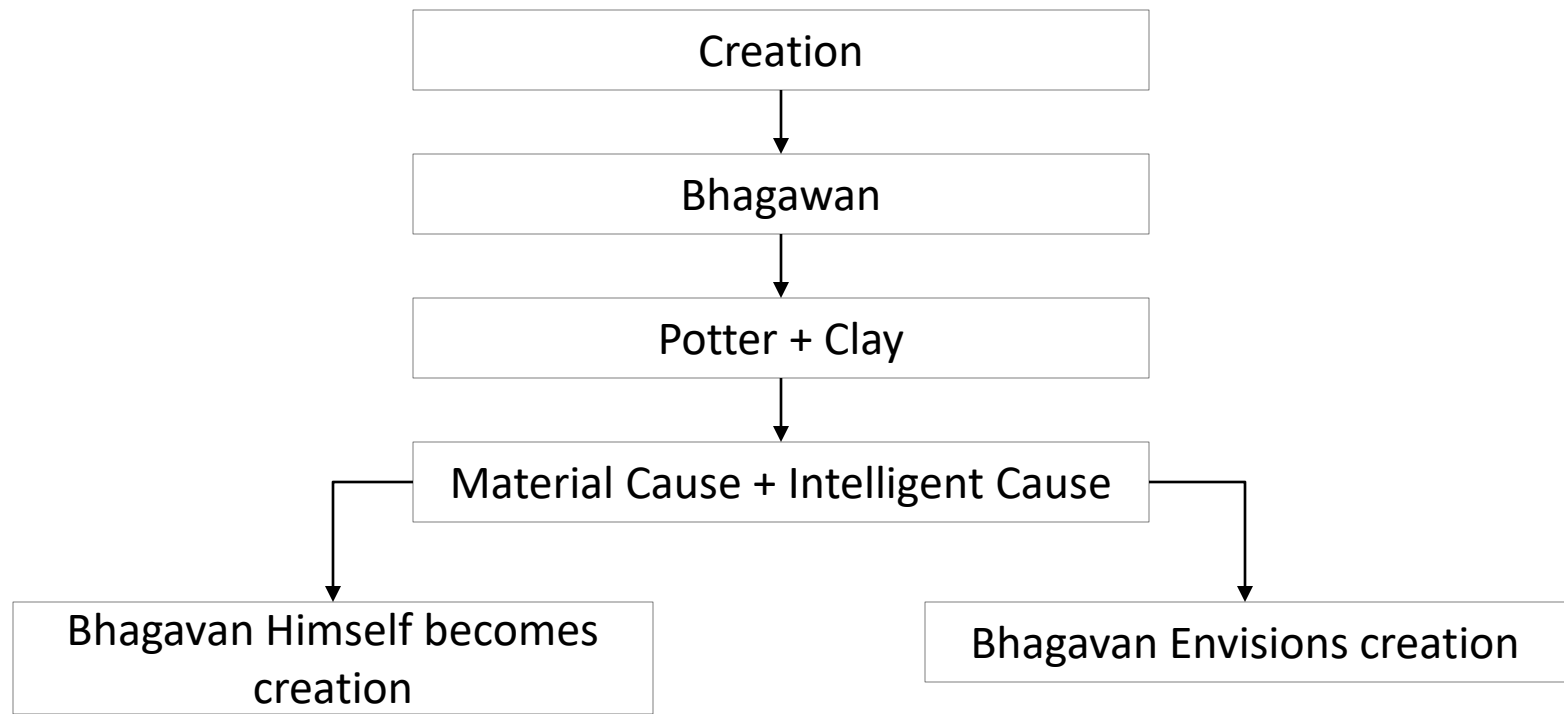 Creation
Bhagawan
Potter + Clay
Material Cause + Intelligent Cause
Bhagavan Himself becomes
creation
Bhagavan Envisions creation